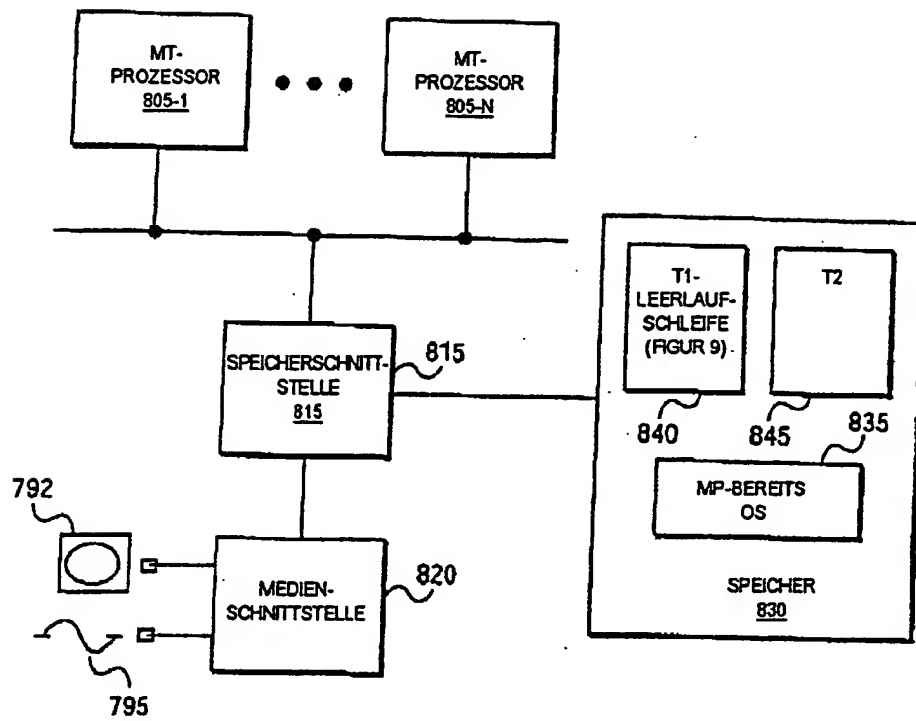 MT-
PROZESSOR
805-1
MT-
PROZESSOR
805-N
T1-
LEERLAUF-
SCHLEIFE
(FIGUR 9)
T2
840
845
835
MP-BEREITS
OS
SPEICHER
830
SPEICHERSCHNITT-
STELLE
815
815
792
795
MEDIEN-
SCHNITTSTELLE
820